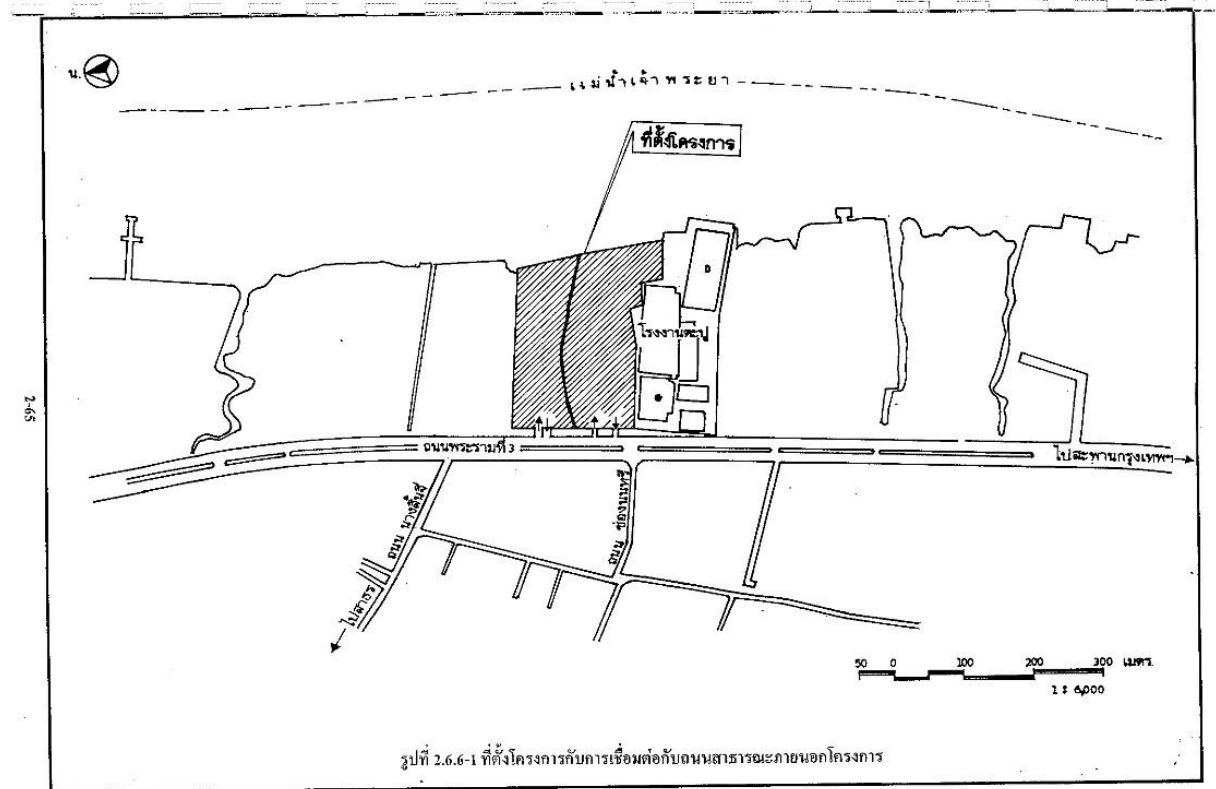 น.
แม่น้ำเจ้าพระยา
ที่ตั้งโครงการ
D
โรงงานตะปู
2-65
ถนนพระรามที่ 3
ไปสะพานกรุงเทพฯ
ถนน นางลิ้นจี่
ถนน ช่องนนทรี
ไปสาธร
50 0 100 200 300 เมตร.
1 : 6,000
รูปที่ 2.6.6-1 ที่ตั้งโครงการกับการเชื่อมต่อกับถนนสาธารณะภายนอกโครงการ